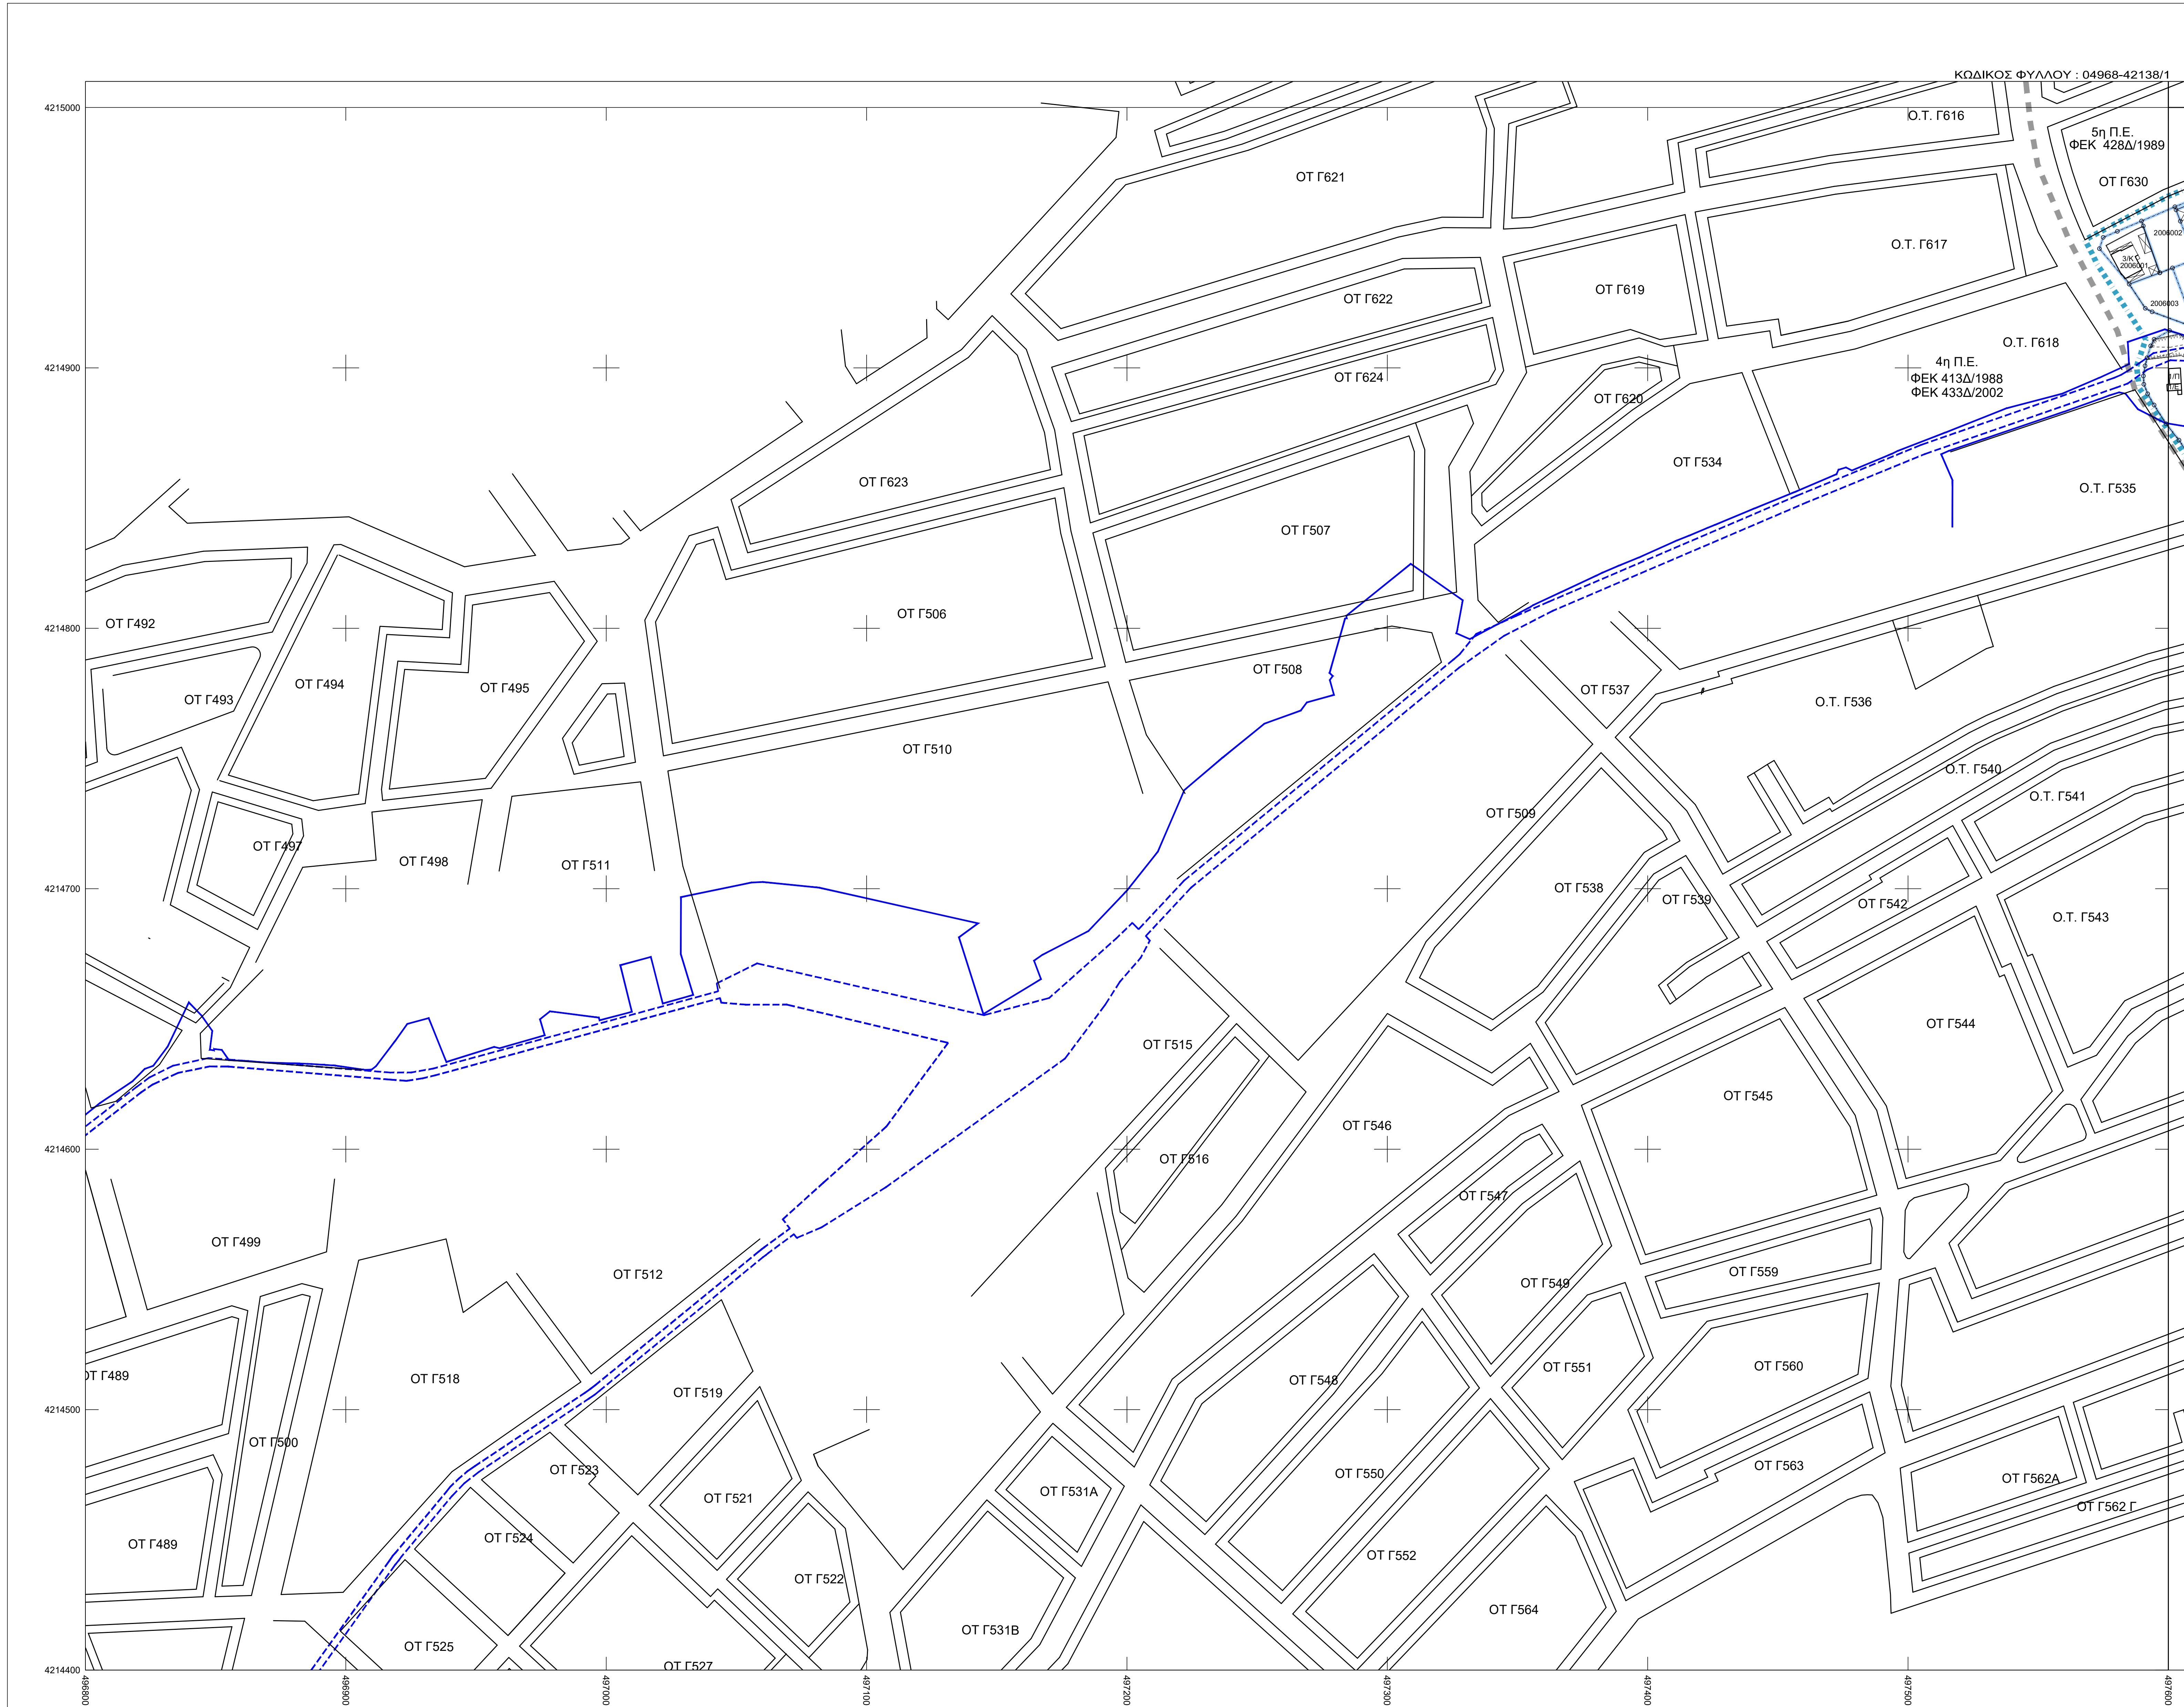 ΚΩΔΙΚΟΣ ΦΥΛΛΟΥ : 04968-42138/1
4215000
Ο.Τ. Γ616
5η Π.Ε.
ΦΕΚ 428Δ/1989
ΟΤ Γ630
ΟΤ Γ621
2006002
Ο.Τ. Γ617
3/Κ
2006001
ΟΤ Γ619
ΟΤ Γ622
2006003
Ο.Τ. Γ618
4214900
4η Π.Ε.
ΦΕΚ 413Δ/1988
ΦΕΚ 433Δ/2002
ΟΤ Γ624
ΟΤ Γ620
ΟΤ Γ534
ΟΤ Γ623
Ο.Τ. Γ535
ΟΤ Γ507
ΟΤ Γ506
ΟΤ Γ492
4214800
ΟΤ Γ508
ΟΤ Γ494
ΟΤ Γ495
ΟΤ Γ493
ΟΤ Γ537
Ο.Τ. Γ536
ΟΤ Γ510
Ο.Τ. Γ540
Ο.Τ. Γ541
ΟΤ Γ509
ΟΤ Γ497
ΟΤ Γ498
ΟΤ Γ511
4214700
ΟΤ Γ538
ΟΤ Γ539
ΟΤ Γ542
Ο.Τ. Γ543
ΟΤ Γ544
ΟΤ Γ515
ΟΤ Γ545
ΟΤ Γ546
4214600
ΟΤ Γ516
ΟΤ Γ547
ΟΤ Γ499
ΟΤ Γ512
ΟΤ Γ559
ΟΤ Γ549
ΟΤ Γ489
ΟΤ Γ518
ΟΤ Γ519
ΟΤ Γ548
ΟΤ Γ551
ΟΤ Γ560
4214500
ΟΤ Γ500
ΟΤ Γ523
ΟΤ Γ550
ΟΤ Γ563
ΟΤ Γ562Α
ΟΤ Γ521
ΟΤ Γ531Α
ΟΤ Γ562 Γ
ΟΤ Γ489
ΟΤ Γ524
ΟΤ Γ552
ΟΤ Γ522
ΟΤ Γ564
ΟΤ Γ531Β
ΟΤ Γ525
ΟΤ Γ527
4214400
496800
496900
497000
497100
497200
497300
497400
497500
497600